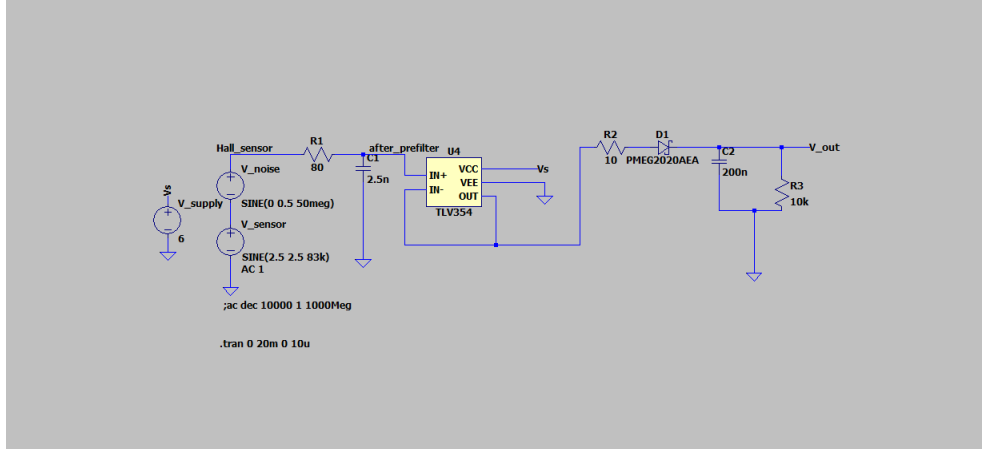 Hall_sensor
R1
80
after_prefilter
C1
2.5n
U4
IN+
IN-
VCC
VEE
OUT
TLV354
Vs
R2
10
D1
PMEG2020AEA
C2
200n
V_out
R3
10k
V_noise
SINE(0 0.5 50meg)
Vs
V_supply
6
V_sensor
SINE(2.5 2.5 83k)
AC 1
;ac dec 10000 1 1000Meg
.tran 0 20m 0 10u